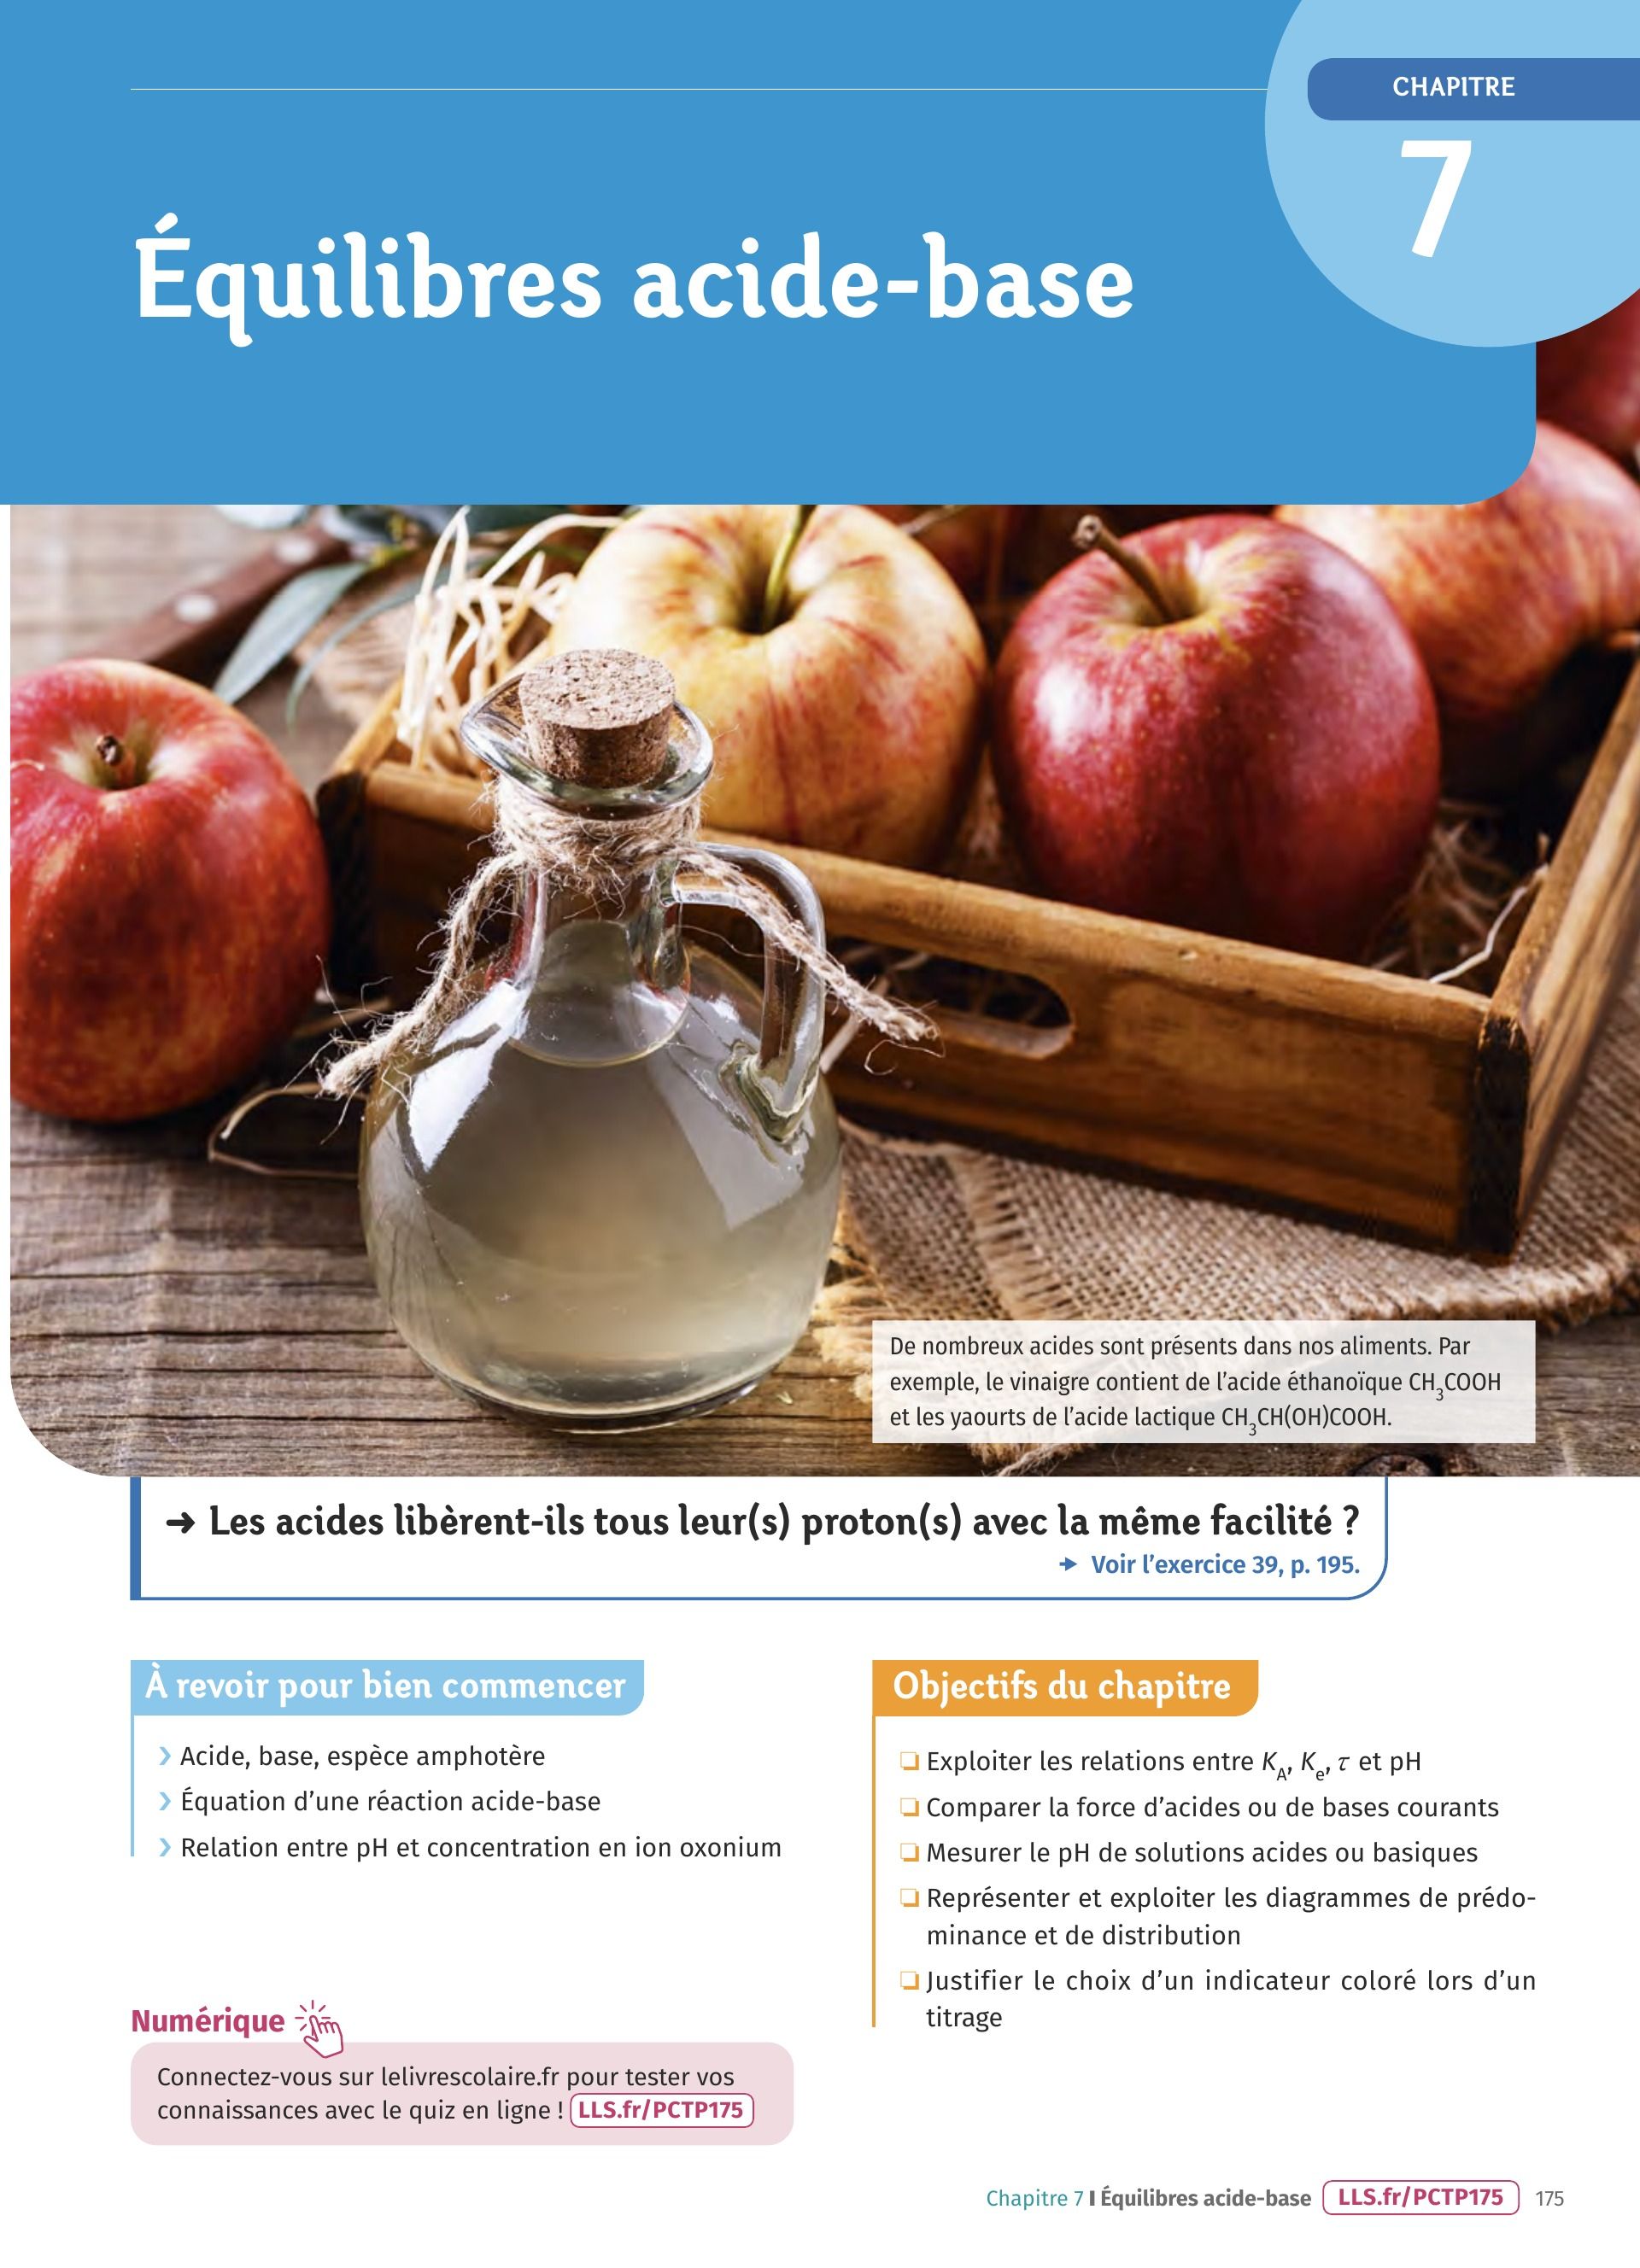 CHAPITRE
7
Équilibres acide-base
De nombreux acides sont présents dans nos aliments. Par
exemple, le vinaigre contient de l'acide éthanoïque CH₃COOH
et les yaourts de l'acide lactique CH₃CH(OH)COOH.
➜ Les acides libèrent-ils tous leur(s) proton(s) avec la même facilité ?
➜ Voir l'exercice 39, p. 195.
À revoir pour bien commencer
❯ Acide, base, espèce amphotère
❯ Équation d'une réaction acide-base
❯ Relation entre pH et concentration en ion oxonium
Numérique
Connectez-vous sur lelivrescolaire.fr pour tester vos
connaissances avec le quiz en ligne ! LLS.fr/PCTP175
Objectifs du chapitre
❏ Exploiter les relations entre K_A, K_e, τ et pH
❏ Comparer la force d'acides ou de bases courants
❏ Mesurer le pH de solutions acides ou basiques
❏ Représenter et exploiter les diagrammes de prédo-
minance et de distribution
❏ Justifier le choix d'un indicateur coloré lors d'un
titrage
Chapitre 7 I Équilibres acide-base LLS.fr/PCTP175 175